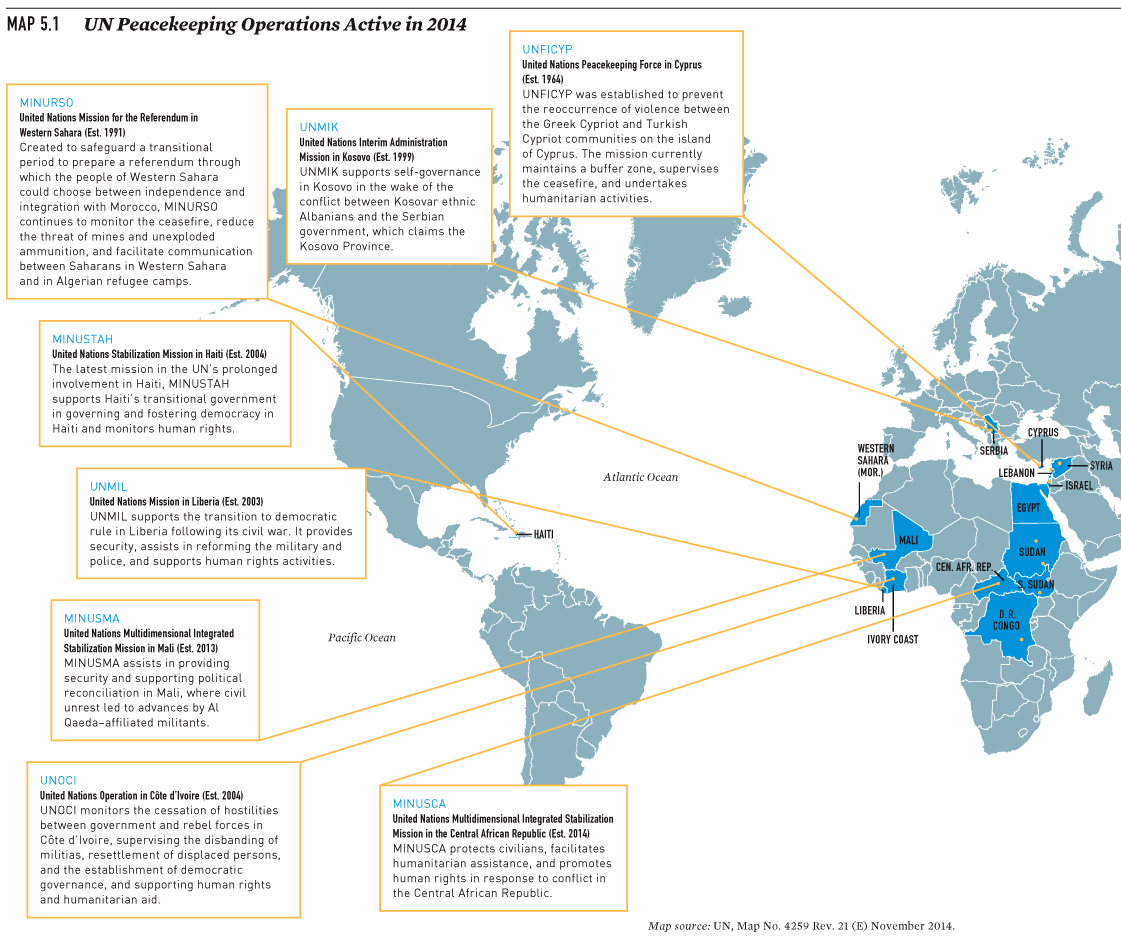 MAP 5.1 UN Peacekeeping Operations Active in 2014
UNFICYP
United Nations Peacekeeping Force in Cyprus
(Est. 1964)
UNFICYP was established to prevent
the reoccurrence of violence between
the Greek Cypriot and Turkish
Cypriot communities on the island
of Cyprus. The mission currently
maintains a buffer zone, supervises
the ceasefire, and undertakes
humanitarian activities.
MINURSO
United Nations Mission for the Referendum in
Western Sahara (Est. 1991)
Created to safeguard a transitional
period to prepare a referendum through
which the people of Western Sahara
could choose between independence and
integration with Morocco, MINURSO
continues to monitor the ceasefire, reduce
the threat of mines and unexploded
ammunition, and facilitate communication
between Saharans in Western Sahara
and in Algerian refugee camps.
UNMIK
United Nations Interim Administration
Mission in Kosovo (Est. 1999)
UNMIK supports self-governance
in Kosovo in the wake of the
conflict between Kosovar ethnic
Albanians and the Serbian
government, which claims the
Kosovo Province.
MINUSTAH
United Nations Stabilization Mission in Haiti (Est. 2004)
The latest mission in the UN's prolonged
involvement in Haiti, MINUSTAH
supports Haiti's transitional government
in governing and fostering democracy in
Haiti and monitors human rights.
UNMIL
United Nations Mission in Liberia (Est. 2003)
UNMIL supports the transition to democratic
rule in Liberia following its civil war. It provides
security, assists in reforming the military and
police, and supports human rights activities.
MINUSMA
United Nations Multidimensional Integrated
Stabilization Mission in Mali (Est. 2013)
MINUSMA assists in providing
security and supporting political
reconciliation in Mali, where civil
unrest led to advances by Al
Qaeda–affiliated militants.
UNOCI
United Nations Operation in Côte d'Ivoire (Est. 2004)
UNOCI monitors the cessation of hostilities
between government and rebel forces in
Côte d'Ivoire, supervising the disbanding of
militias, resettlement of displaced persons,
and the establishment of democratic
governance, and supporting human rights
and humanitarian aid.
MINUSCA
United Nations Multidimensional Integrated Stabilization
Mission in the Central African Republic (Est. 2014)
MINUSCA protects civilians, facilitates
humanitarian assistance, and promotes
human rights in response to conflict in
the Central African Republic.
Atlantic Ocean
Pacific Ocean
HAITI
WESTERN
SAHARA
(MOR.)
SERBIA
CYPRUS
LEBANON
SYRIA
ISRAEL
EGYPT
MALI
SUDAN
CEN. AFR. REP.
S. SUDAN
LIBERIA
IVORY COAST
D. R.
CONGO
Map source: UN, Map No. 4259 Rev. 21 (E) November 2014.